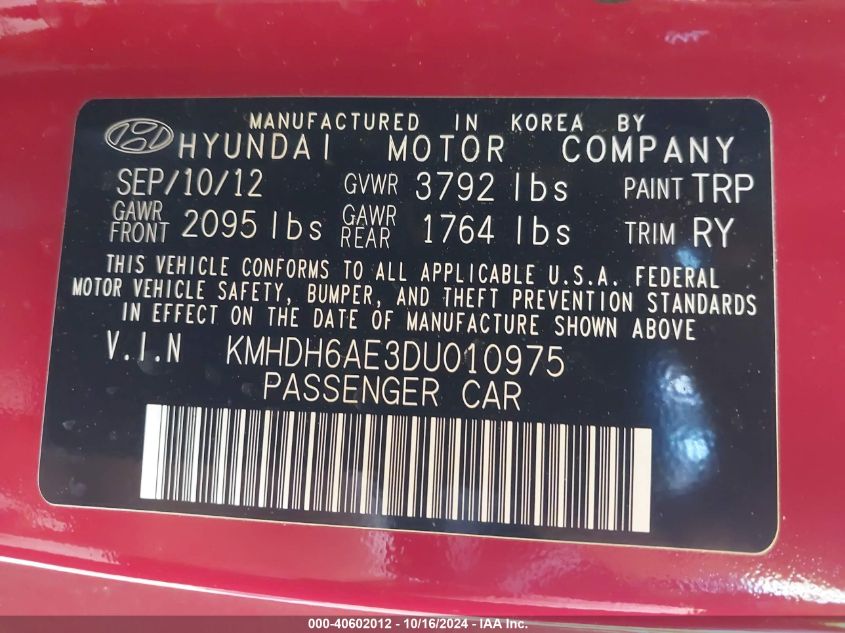 MANUFACTURED IN KOREA BY
HYUNDAI MOTOR COMPANY
SEP/10/12 GVWR 3792 lbs PAINT TRP
GAWR FRONT 2095 lbs GAWR REAR 1764 lbs TRIM RY
THIS VEHICLE CONFORMS TO ALL APPLICABLE U.S.A. FEDERAL
MOTOR VEHICLE SAFETY, BUMPER, AND THEFT PREVENTION STANDARDS
IN EFFECT ON THE DATE OF MANUFACTURE SHOWN ABOVE
V.I.N KMHDH6AE3DU010975
PASSENGER CAR
000-40602012 - 10/16/2024 - IAA Inc.